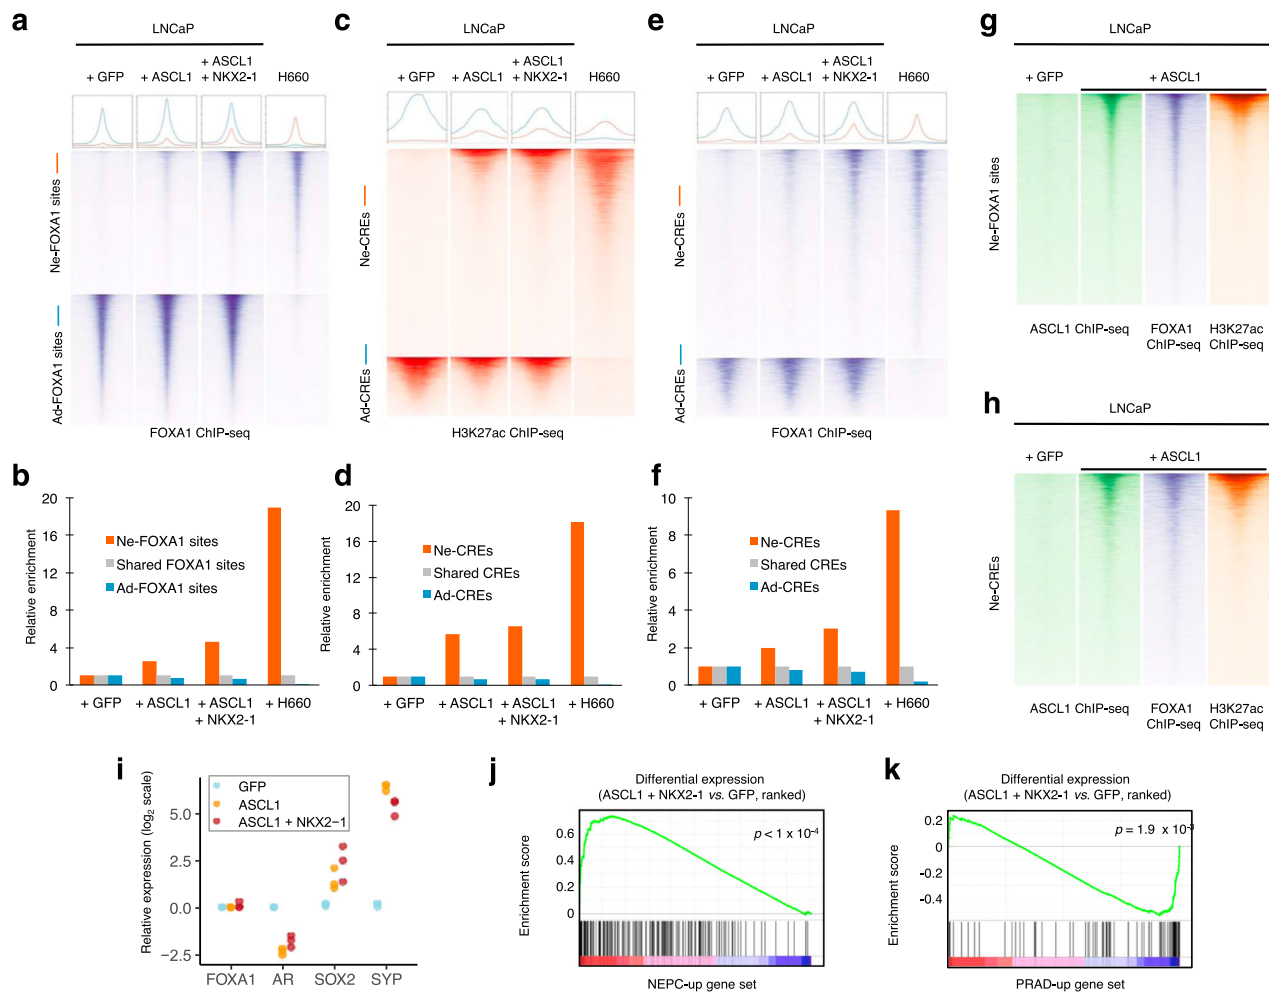 a
LNCaP
+ GFP
+ ASCL1
+ ASCL1
+ NKX2-1
H660
Ne-FOXA1 sites
Ad-FOXA1 sites
FOXA1 ChIP-seq
c
LNCaP
+ GFP
+ ASCL1
+ ASCL1
+ NKX2-1
H660
Ne-CREs
Ad-CREs
H3K27ac ChIP-seq
e
LNCaP
+ GFP
+ ASCL1
+ ASCL1
+ NKX2-1
H660
Ne-CREs
Ad-CREs
FOXA1 ChIP-seq
g
LNCaP
+ GFP
+ ASCL1
Ne-FOXA1 sites
ASCL1 ChIP-seq
FOXA1
ChIP-seq
H3K27ac
ChIP-seq
h
LNCaP
+ GFP
+ ASCL1
Ne-CREs
ASCL1 ChIP-seq
FOXA1
ChIP-seq
H3K27ac
ChIP-seq
b
Relative enrichment
20
16
12
8
4
0
Ne-FOXA1 sites
Shared FOXA1 sites
Ad-FOXA1 sites
+ GFP
+ ASCL1
+ ASCL1
+ NKX2-1
+ H660
d
Relative enrichment
20
16
12
8
4
0
Ne-CREs
Shared CREs
Ad-CREs
+ GFP
+ ASCL1
+ ASCL1
+ NKX2-1
+ H660
f
Relative enrichment
10
8
6
4
2
0
Ne-CREs
Shared CREs
Ad-CREs
+ GFP
+ ASCL1
+ ASCL1
+ NKX2-1
+ H660
i
Relative expression (log2 scale)
5.0
2.5
0.0
−2.5
GFP
ASCL1
ASCL1 + NKX2−1
FOXA1
AR
SOX2
SYP
j
Differential expression
(ASCL1 + NKX2-1 vs. GFP, ranked)
Enrichment score
0.6
0.4
0.2
0
p < 1 x 10-4
NEPC-up gene set
k
Differential expression
(ASCL1 + NKX2-1 vs. GFP, ranked)
Enrichment score
0.2
0
-0.2
-0.4
p = 1.9 x 10-3
PRAD-up gene set